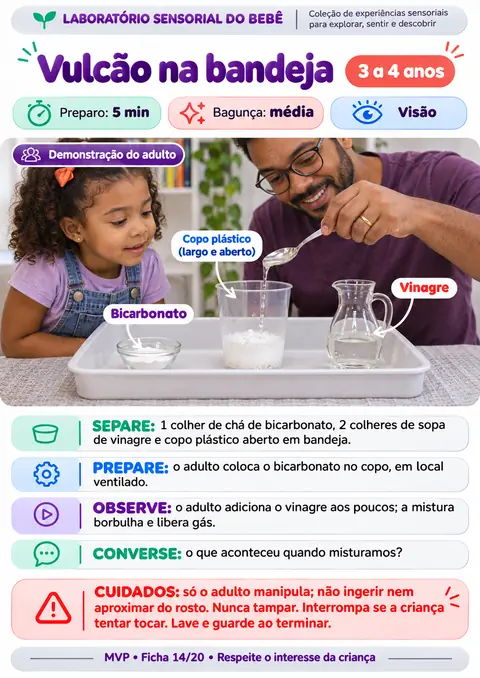 LABORATÓRIO SENSORIAL DO BEBÊ
Coleção de experiências sensoriais
para explorar, sentir e descobrir
Vulcão na bandeja
3 a 4 anos
Preparo: 5 min
Bagunça: média
Visão
Demonstração do adulto
Copo plástico
(largo e aberto)
Vinagre
Bicarbonato
SEPARE: 1 colher de chá de bicarbonato, 2 colheres de sopa
de vinagre e copo plástico aberto em bandeja.
PREPARE: o adulto coloca o bicarbonato no copo, em local
ventilado.
OBSERVE: o adulto adiciona o vinagre aos poucos; a mistura
borbulha e libera gás.
CONVERSE: o que aconteceu quando misturamos?
CUIDADOS: só o adulto manipula; não ingerir nem
aproximar do rosto. Nunca tampar. Interrompa se a criança
tentar tocar. Lave e guarde ao terminar.
MVP • Ficha 14/20 • Respeite o interesse da criança